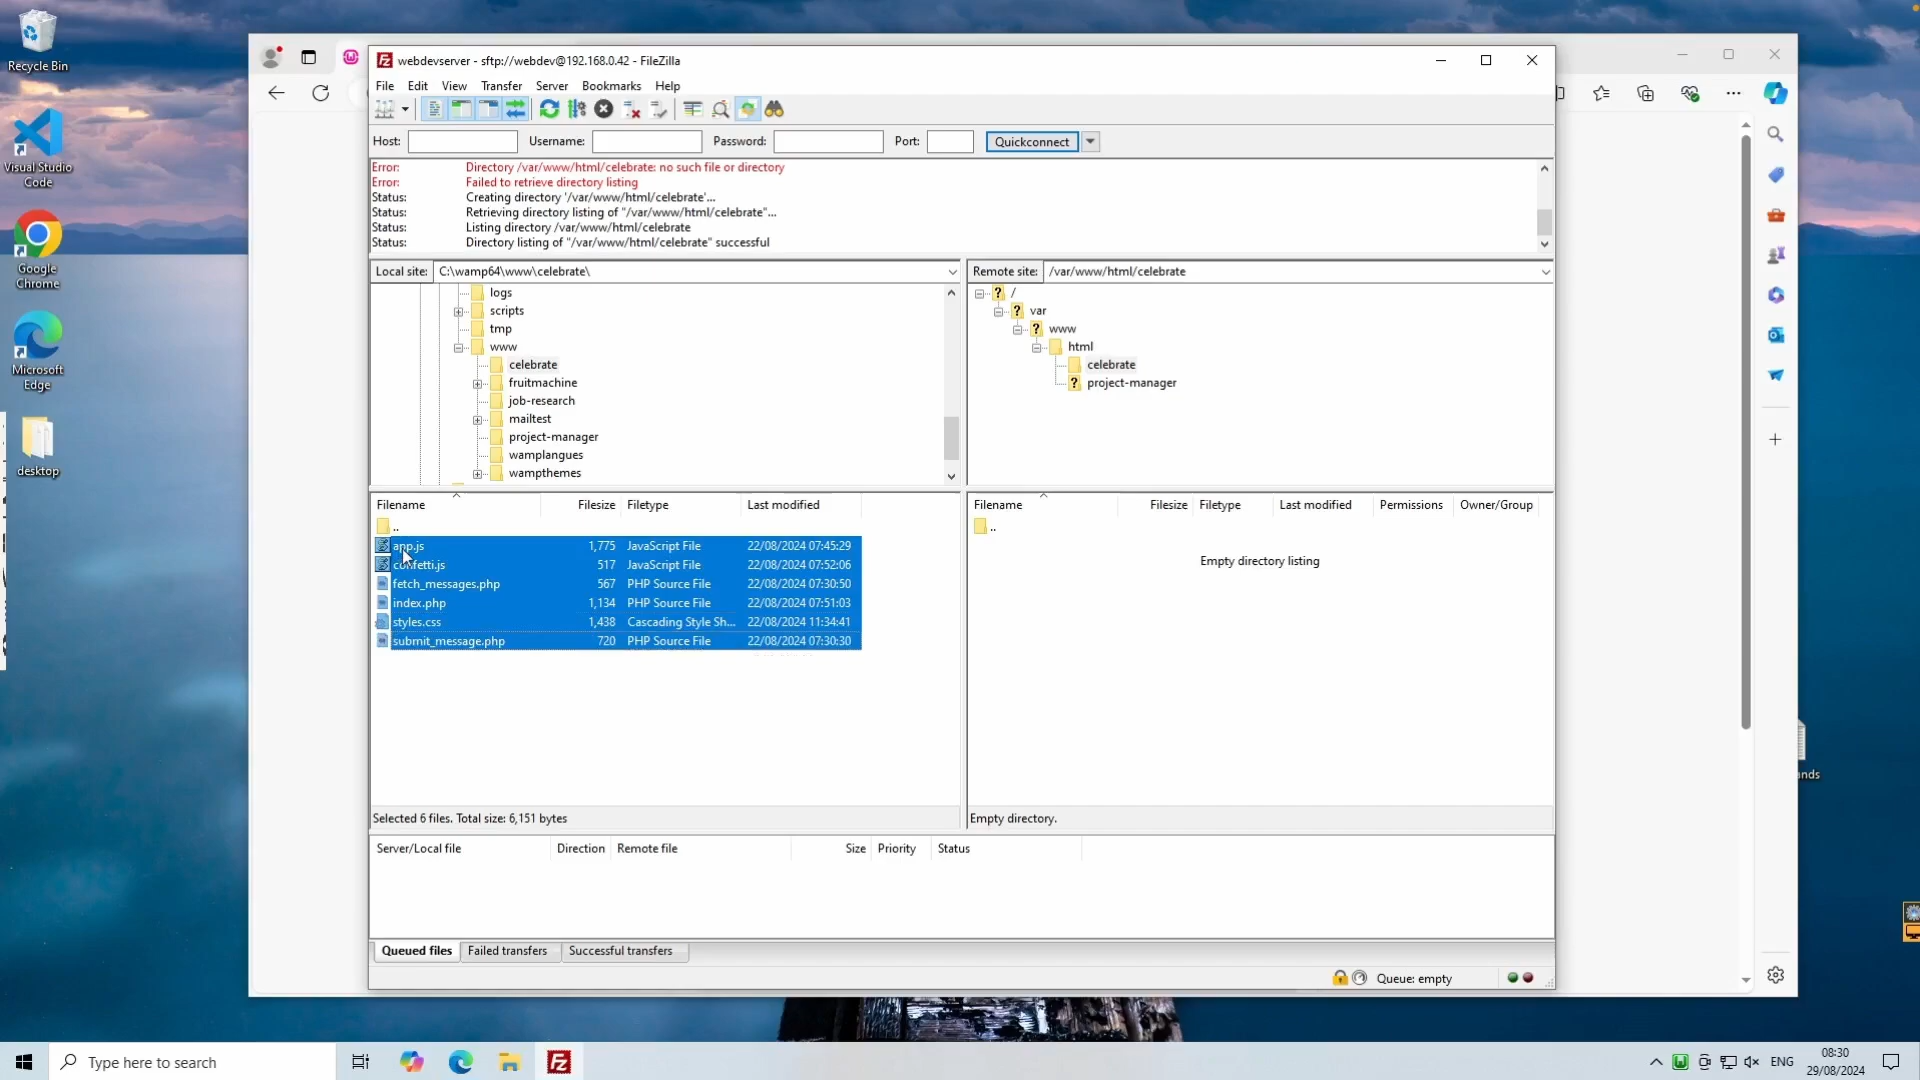 Recycle Bin
Visual Studio
Code
Google
Chrome
Microsoft
Edge
desktop
webdevserver - sftp://webdev@192.168.0.42 - FileZilla
File Edit View Transfer Server Bookmarks Help
Host: Username: Password: Port: Quickconnect
Error: Directory /var/www/html/celebrate: no such file or directory
Error: Failed to retrieve directory listing
Status: Creating directory '/var/www/html/celebrate'...
Status: Retrieving directory listing of "/var/www/html/celebrate"...
Status: Listing directory /var/www/html/celebrate
Status: Directory listing of "/var/www/html/celebrate" successful
Local site: C:\wamp64\www\celebrate\
logs
scripts
tmp
www
celebrate
fruitmachine
job-research
mailtest
project-manager
wamplangues
wampthemes
Remote site: /var/www/html/celebrate
/
var
www
html
celebrate
project-manager
Filename Filesize Filetype Last modified
..
app.js 1,775 JavaScript File 22/08/2024 07:45:29
confetti.js 517 JavaScript File 22/08/2024 07:52:06
fetch_messages.php 567 PHP Source File 22/08/2024 07:30:50
index.php 1,134 PHP Source File 22/08/2024 07:51:03
styles.css 1,438 Cascading Style Sh... 22/08/2024 11:34:41
submit_message.php 720 PHP Source File 22/08/2024 07:30:30
Selected 6 files. Total size: 6,151 bytes
Filename Filesize Filetype Last modified Permissions Owner/Group
..
Empty directory listing
Empty directory.
Server/Local file Direction Remote file Size Priority Status
Queued files Failed transfers Successful transfers
Queue: empty
ands
Type here to search
ENG
08:30
29/08/2024